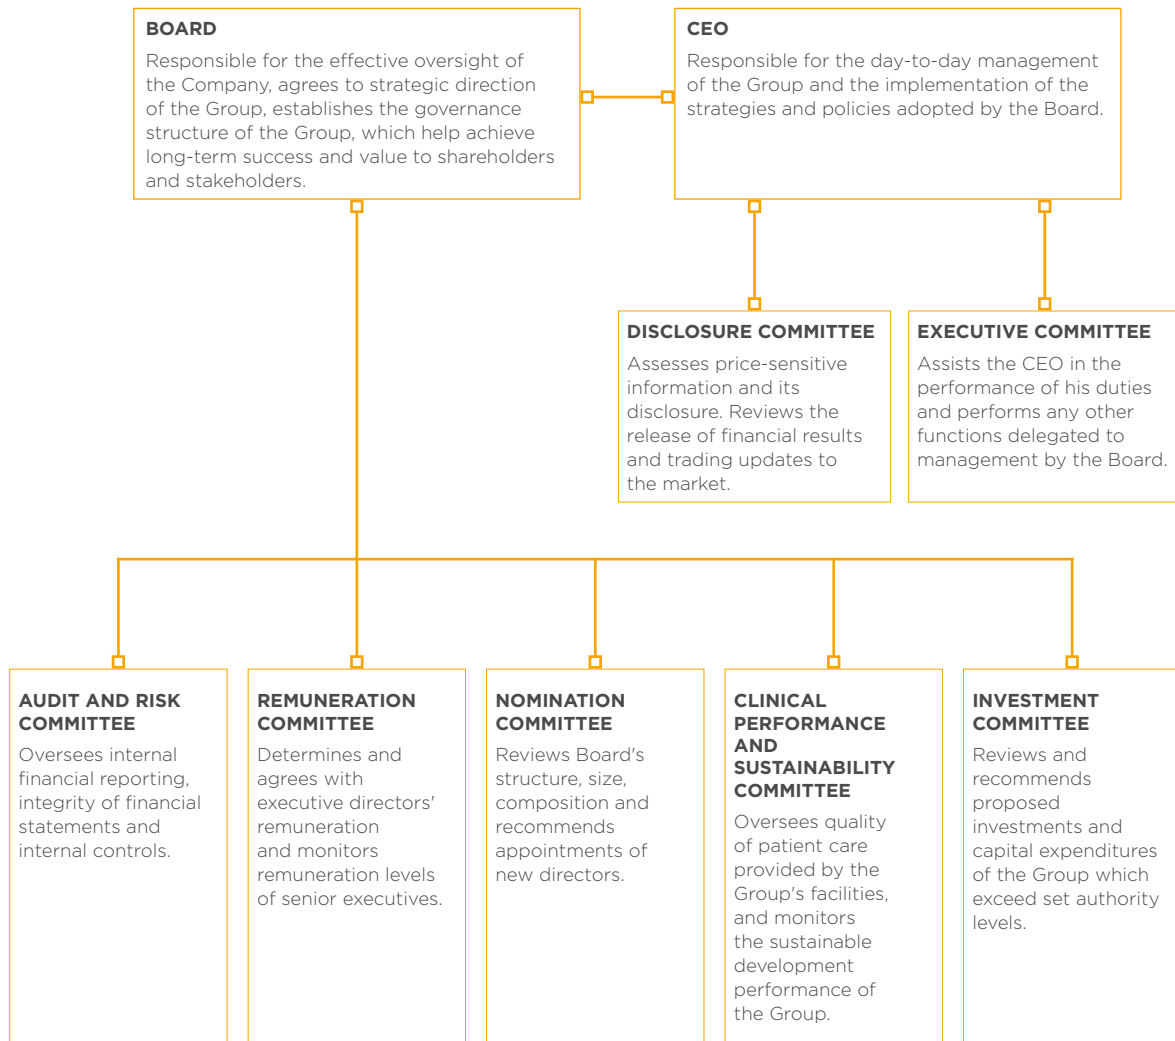 BOARD
Responsible for the effective oversight of
the Company, agrees to strategic direction
of the Group, establishes the governance
structure of the Group, which help achieve
long-term success and value to shareholders
and stakeholders.
CEO
Responsible for the day-to-day management
of the Group and the implementation of the
strategies and policies adopted by the Board.
DISCLOSURE COMMITTEE
Assesses price-sensitive
information and its
disclosure. Reviews the
release of financial results
and trading updates to
the market.
EXECUTIVE COMMITTEE
Assists the CEO in the
performance of his duties
and performs any other
functions delegated to
management by the Board.
AUDIT AND RISK
COMMITTEE
Oversees internal
financial reporting,
integrity of financial
statements and
internal controls.
REMUNERATION
COMMITTEE
Determines and
agrees with
executive directors'
remuneration
and monitors
remuneration levels
of senior executives.
NOMINATION
COMMITTEE
Reviews Board's
structure, size,
composition and
recommends
appointments of
new directors.
CLINICAL
PERFORMANCE
AND
SUSTAINABILITY
COMMITTEE
Oversees quality
of patient care
provided by the
Group's facilities,
and monitors
the sustainable
development
performance of
the Group.
INVESTMENT
COMMITTEE
Reviews and
recommends
proposed
investments and
capital expenditures
of the Group which
exceed set authority
levels.